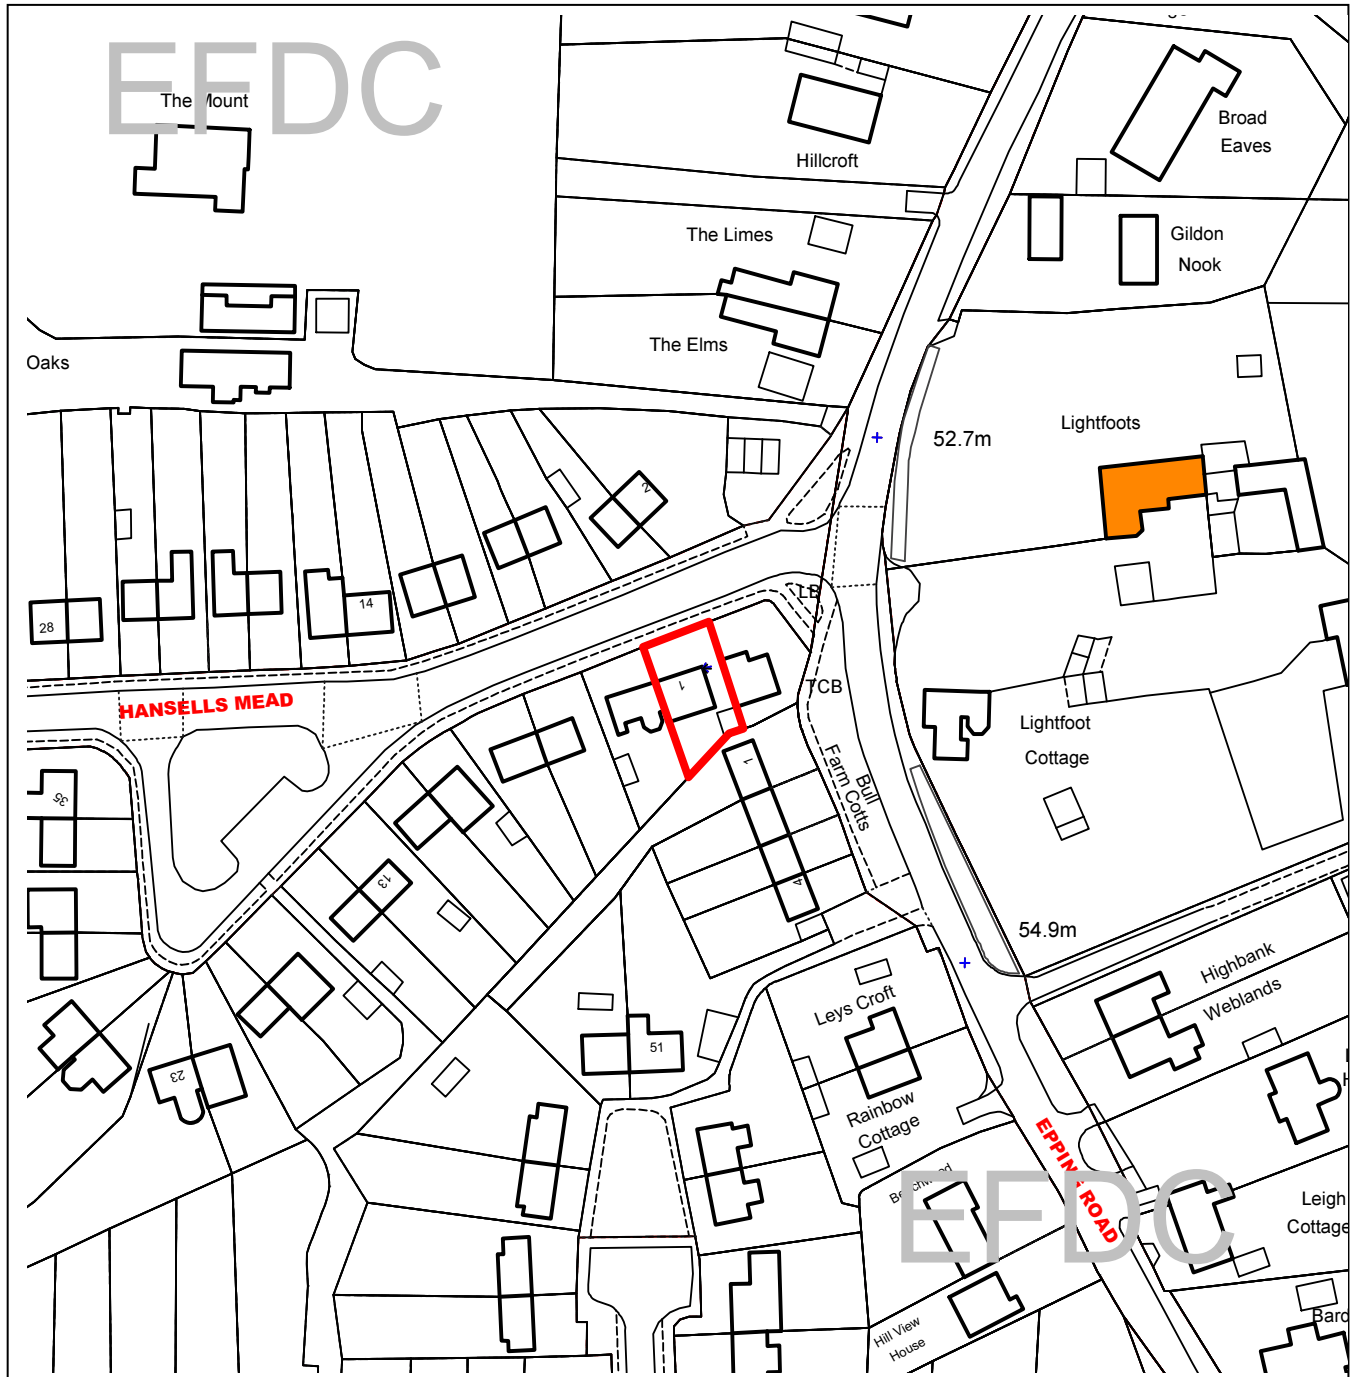 EFDC
The Mount
Broad
Eaves
Hillcroft
The Limes
Gildon
Nook
The Elms
Oaks
Lightfoots
52.7m
2
14
28
LB
1
TCB
HANSELLS MEAD
Lightfoot
Cottage
1
Bull
Farm Cotts
4
35
13
54.9m
Highbank
Weblands
Leys Croft
51
23
Rainbow
Cottage
EPPING ROAD
Beechwood
EFDC
Leigh
Cottage
Hill View
House